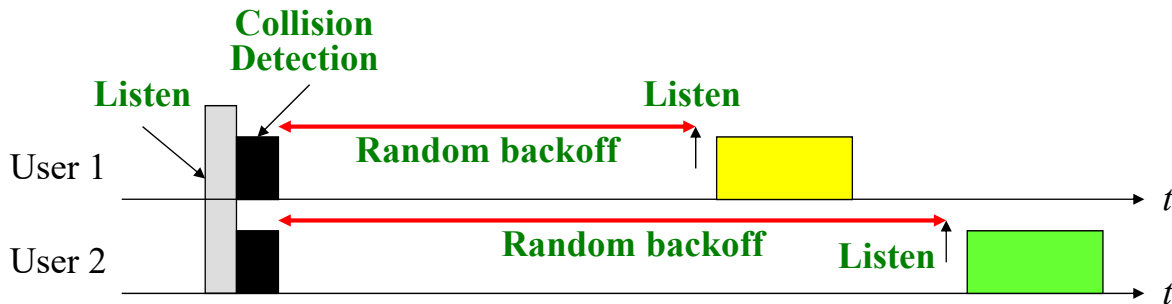 Collision
Detection
Listen
Listen
Random backoff
User 1
t
Random backoff
Listen
User 2
t